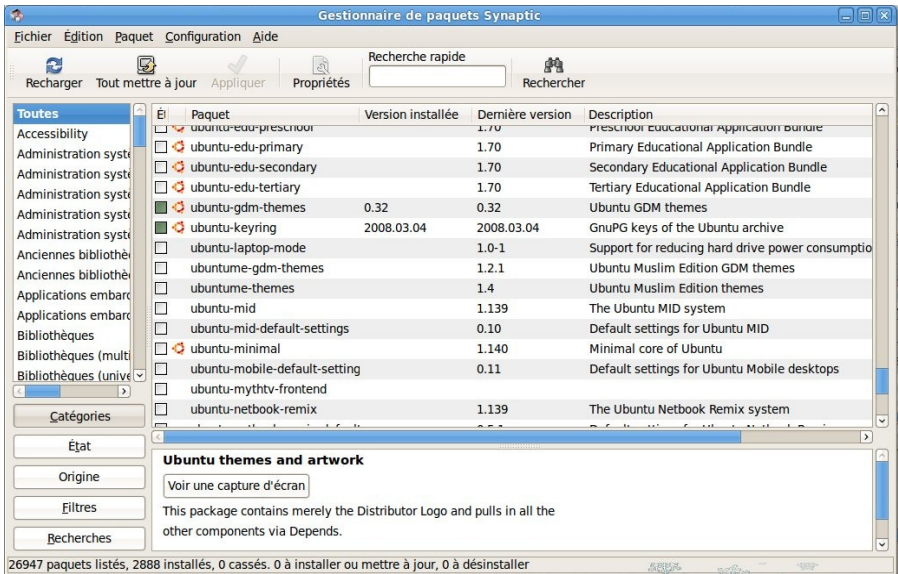 Gestionnaire de paquets Synaptic
Fichier Édition Paquet Configuration Aide
Recharger Tout mettre à jour Appliquer Propriétés Recherche rapide Rechercher
Toutes
Accessibility
Administration systè
Administration systè
Administration systè
Administration systè
Administration systè
Anciennes bibliothè
Anciennes bibliothè
Applications embarq
Applications embarq
Bibliothèques
Bibliothèques (multi
Bibliothèques (unive
Catégories
État
Origine
Filtres
Recherches
Paquet Version installée Dernière version Description
ubuntu-edu-preschool 1.70 Preschool Educational Application Bundle
ubuntu-edu-primary 1.70 Primary Educational Application Bundle
ubuntu-edu-secondary 1.70 Secondary Educational Application Bundle
ubuntu-edu-tertiary 1.70 Tertiary Educational Application Bundle
ubuntu-gdm-themes 0.32 0.32 Ubuntu GDM themes
ubuntu-keyring 2008.03.04 2008.03.04 GnuPG keys of the Ubuntu archive
ubuntu-laptop-mode 1.0-1 Support for reducing hard drive power consumptio
ubuntume-gdm-themes 1.2.1 Ubuntu Muslim Edition GDM themes
ubuntume-themes 1.4 Ubuntu Muslim Edition themes
ubuntu-mid 1.139 The Ubuntu MID system
ubuntu-mid-default-settings 0.10 Default settings for Ubuntu MID
ubuntu-minimal 1.140 Minimal core of Ubuntu
ubuntu-mobile-default-setting 0.11 Default settings for Ubuntu Mobile desktops
ubuntu-mythtv-frontend
ubuntu-netbook-remix 1.139 The Ubuntu Netbook Remix system
Ubuntu themes and artwork
Voir une capture d'écran
This package contains merely the Distributor Logo and pulls in all the
other components via Depends.
26947 paquets listés, 2888 installés, 0 cassés. 0 à installer ou mettre à jour, 0 à désinstaller